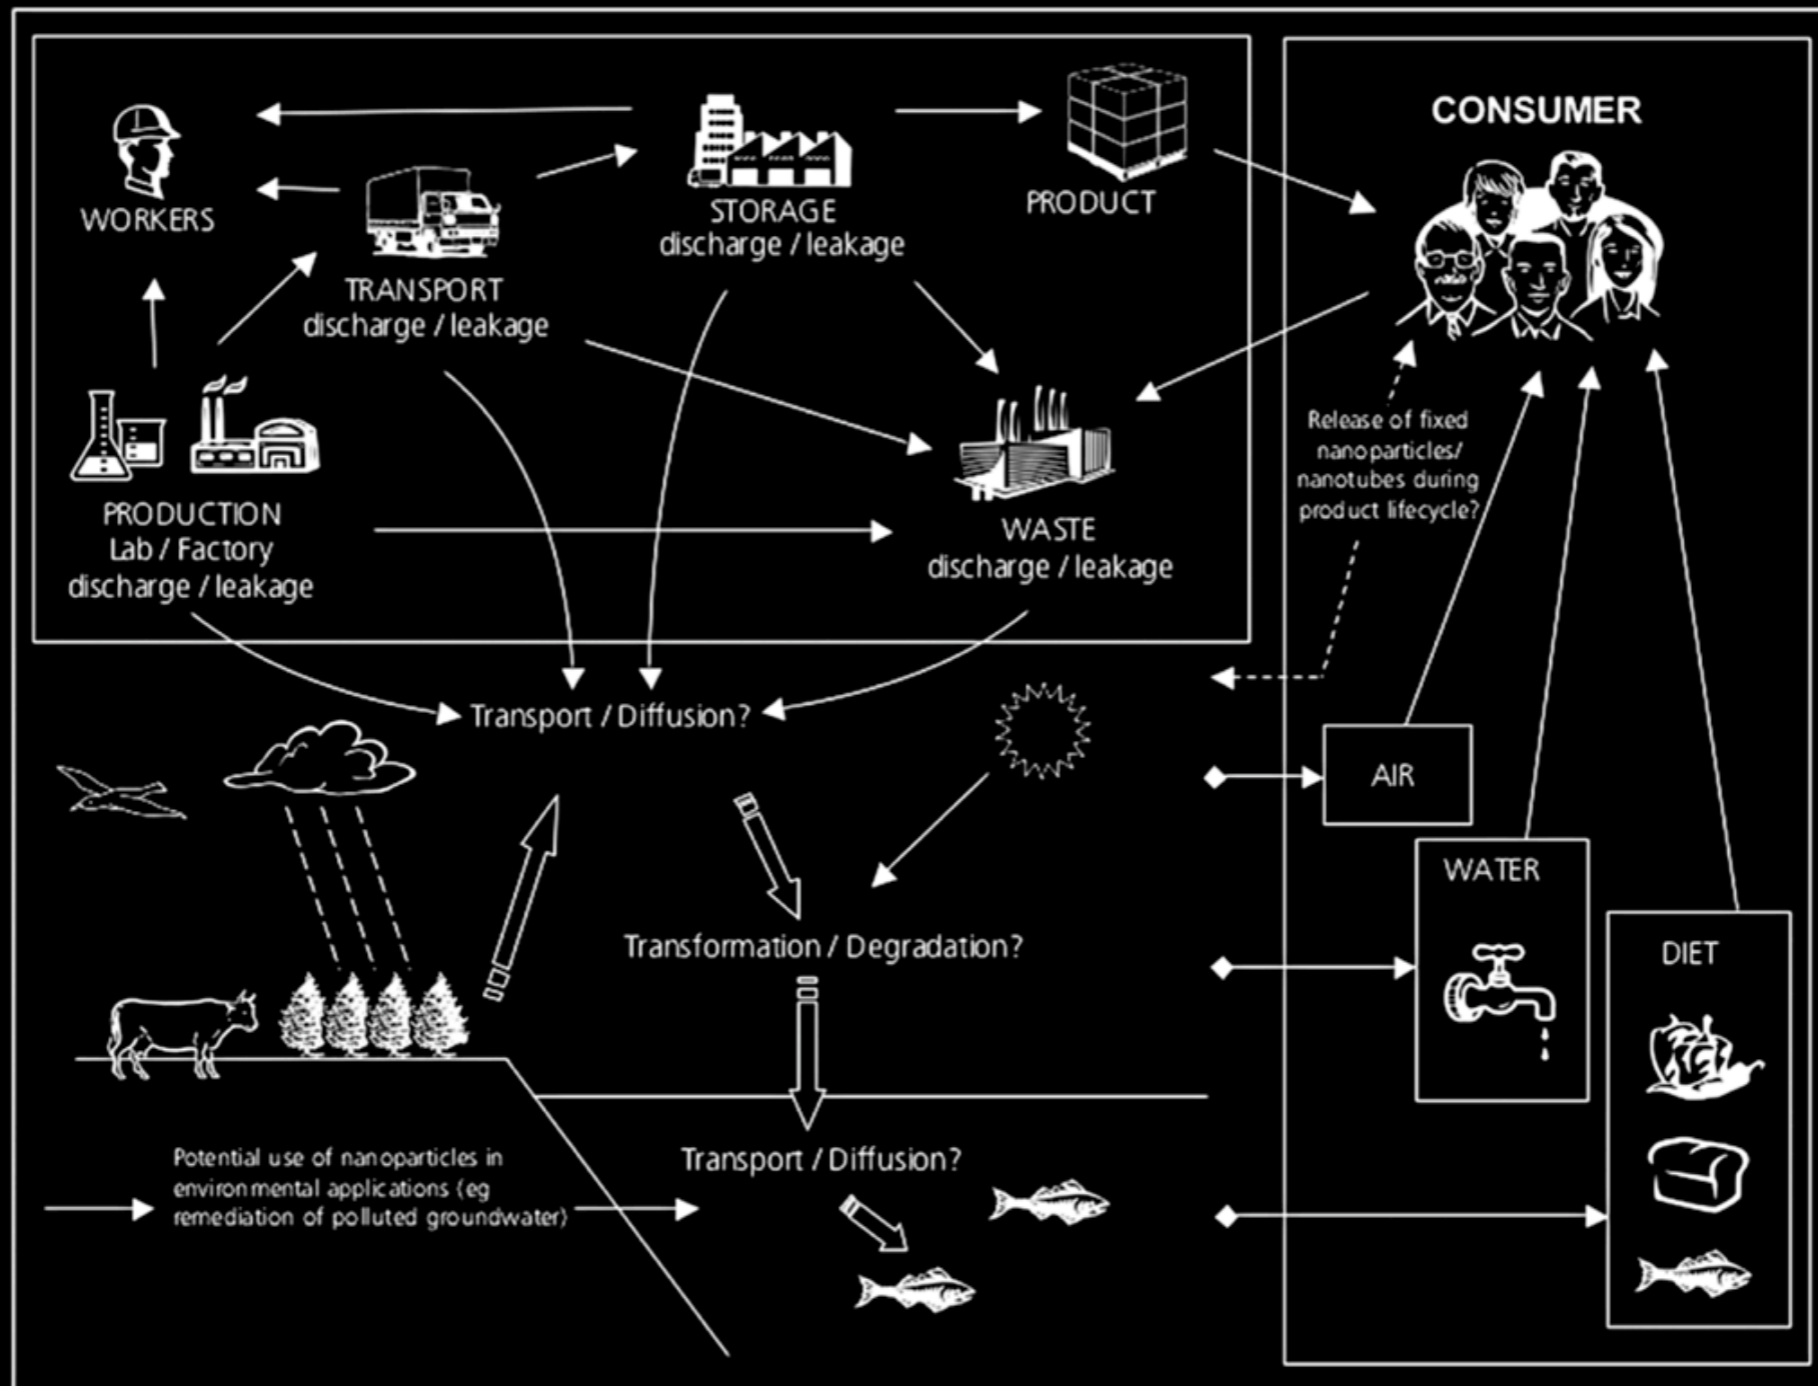 CONSUMER
WORKERS
STORAGE
discharge / leakage
PRODUCT
TRANSPORT
discharge / leakage
PRODUCTION
Lab / Factory
discharge / leakage
WASTE
discharge / leakage
Release of fixed
nanoparticles/
nanotubes during
product lifecycle?
Transport / Diffusion?
AIR
WATER
Transformation / Degradation?
DIET
Potential use of nanoparticles in
environmental applications (eg
remediation of polluted groundwater)
Transport / Diffusion?